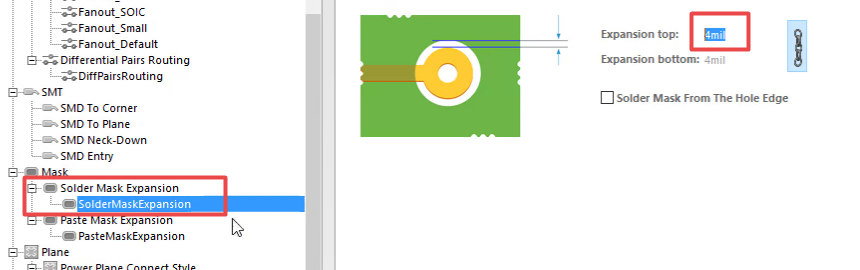 Fanout_SOIC
Fanout_Small
Fanout_Default
Differential Pairs Routing
DiffPairsRouting
SMT
SMD To Corner
SMD To Plane
SMD Neck-Down
SMD Entry
Mask
Solder Mask Expansion
SolderMaskExpansion
Paste Mask Expansion
PasteMaskExpansion
Plane
Power Plane Connect Style
Expansion top: 4mil
Expansion bottom: 4mil
Solder Mask From The Hole Edge